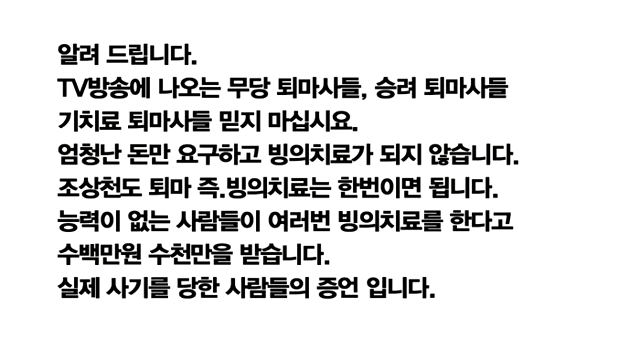 알려 드립니다.
TV방송에 나오는 무당 퇴마사들, 승려 퇴마사들
기치료 퇴마사들 믿지 마십시요.
엄청난 돈만 요구하고 빙의치료가 되지 않습니다.
조상천도 퇴마 즉.빙의치료는 한번이면 됩니다.
능력이 없는 사람들이 여러번 빙의치료를 한다고
수백만원 수천만을 받습니다.
실제 사기를 당한 사람들의 증언 입니다.